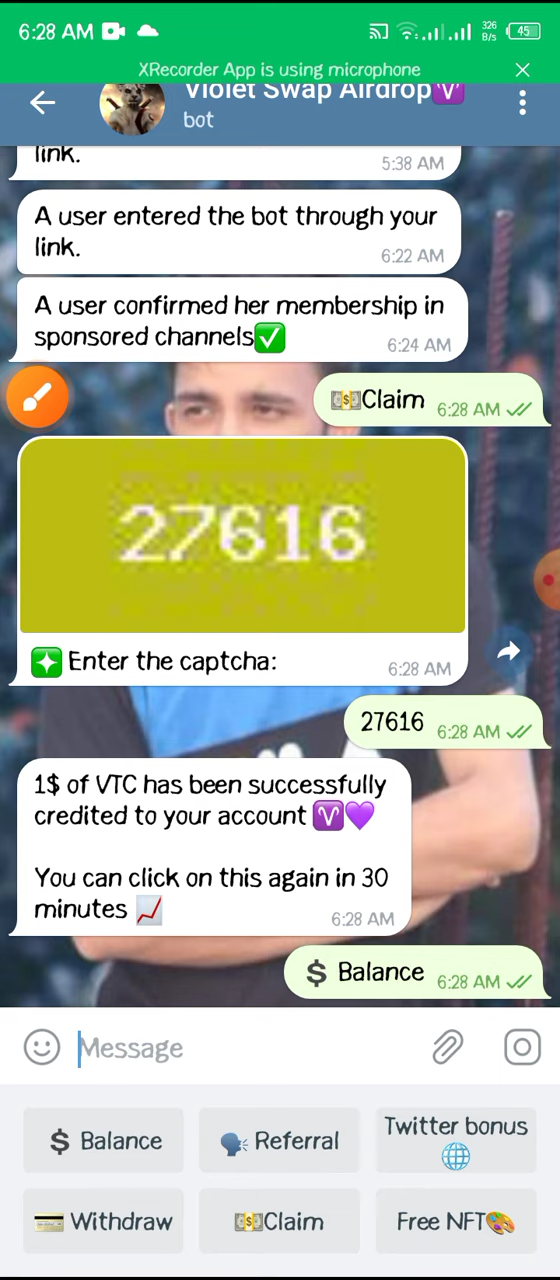 6:28 AM
326
B/s
45
XRecorder App is using microphone
Violet Swap Airdrop
bot
link.
5:38 AM
A user entered the bot through your
link.
6:22 AM
A user confirmed her membership in
sponsored channels✅
6:24 AM
💵Claim 6:28 AM
27616
Enter the captcha:
6:28 AM
27616 6:28 AM
1$ of VTC has been successfully
credited to your account ♈💜
You can click on this again in 30
minutes 📈
6:28 AM
💲 Balance 6:28 AM
Message
💲 Balance
🗣 Referral
Twitter bonus
🌐
💳 Withdraw
💵Claim
Free NFT🎨